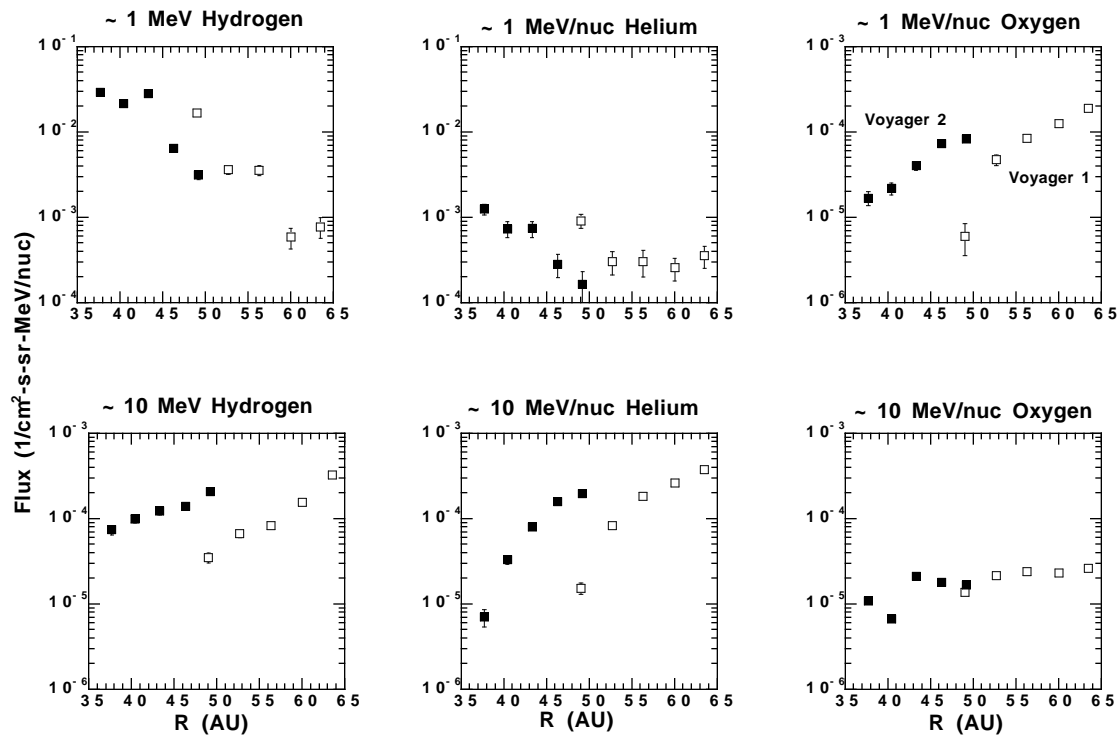 ~ 1 MeV Hydrogen
~ 1 MeV/nuc Helium
~ 1 MeV/nuc Oxygen
10⁻¹
10⁻²
10⁻³
10⁻⁴
35 40 45 50 55 60 65
10⁻¹
10⁻²
10⁻³
10⁻⁴
35 40 45 50 55 60 65
10⁻³
10⁻⁴
10⁻⁵
10⁻⁶
35 40 45 50 55 60 65
Voyager 2
Voyager 1
Flux (1/cm²-s-sr-MeV/nuc)
~ 10 MeV Hydrogen
~ 10 MeV/nuc Helium
~ 10 MeV/nuc Oxygen
10⁻³
10⁻⁴
10⁻⁵
10⁻⁶
35 40 45 50 55 60 65
R (AU)
10⁻³
10⁻⁴
10⁻⁵
10⁻⁶
35 40 45 50 55 60 65
R (AU)
10⁻³
10⁻⁴
10⁻⁵
10⁻⁶
35 40 45 50 55 60 65
R (AU)